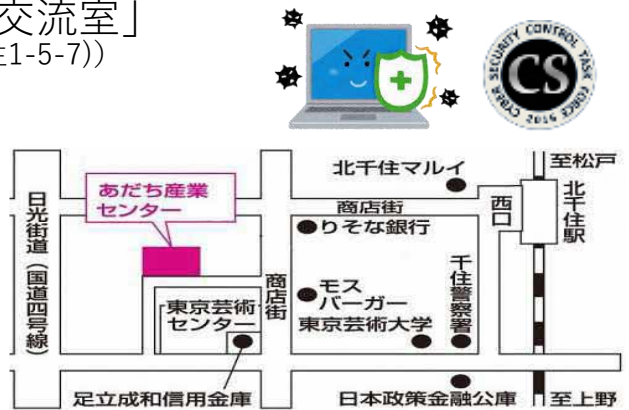 交流室」
1-5-7))
CYBER SECURITY CONTROL TASK FORCE
CS
2016
至松戸
北千住マルイ
あだち産業
センター
商店街
西口
北千住駅
日光街道(国道四号線)
りそな銀行
商店街
モス
バーガー
千住警察署
東京芸術
センター
東京芸術大学
足立成和信用金庫
日本政策金融公庫
至上野